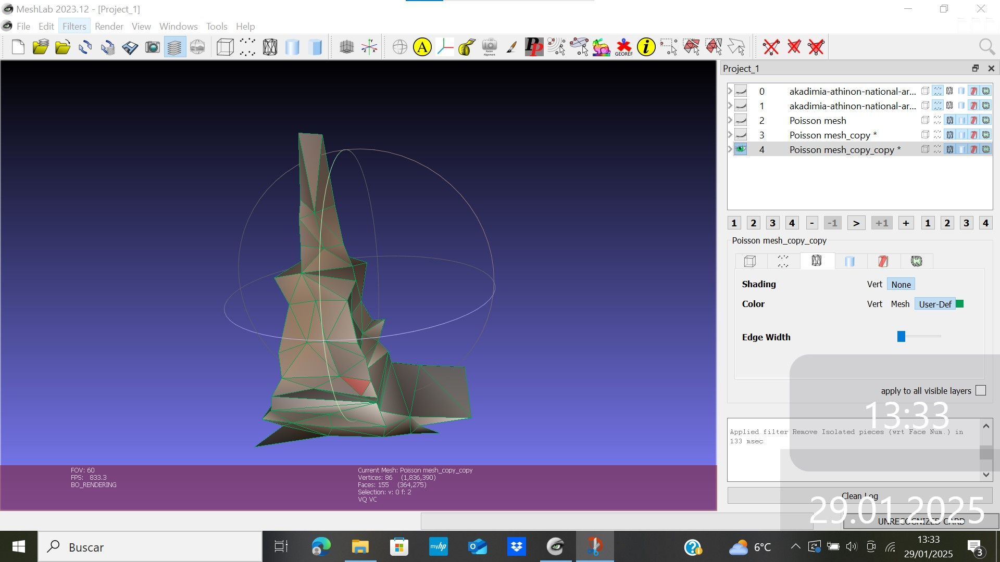 MeshLab 2023.12 - [Project_1]
File Edit Filters Render View Windows Tools Help
A
PP
GEOREF
i
Project_1
0 akadimia-athinon-national-ar...
1 akadimia-athinon-national-ar...
2 Poisson mesh
3 Poisson mesh_copy *
4 Poisson mesh_copy_copy *
1 2 3 4 - -1 > +1 + 1 2 3 4
Poisson mesh_copy_copy
Shading Vert None
Color Vert Mesh User-Def
Edge Width
apply to all visible layers
13:33
Applied filter Remove Isolated pieces (wrt Face Num.) in
133 msec
Clean Log
29.01.2025
UNRECOGNIZED CARD
FOV: 60
FPS: 833.3
BO_RENDERING
Current Mesh: Poisson mesh_copy_copy
Vertices: 86 (1,836,390)
Faces: 155 (364,275)
Selection: v: 0 f: 2
VQ VC
Buscar
myhp
6°C
13:33
29/01/2025
3